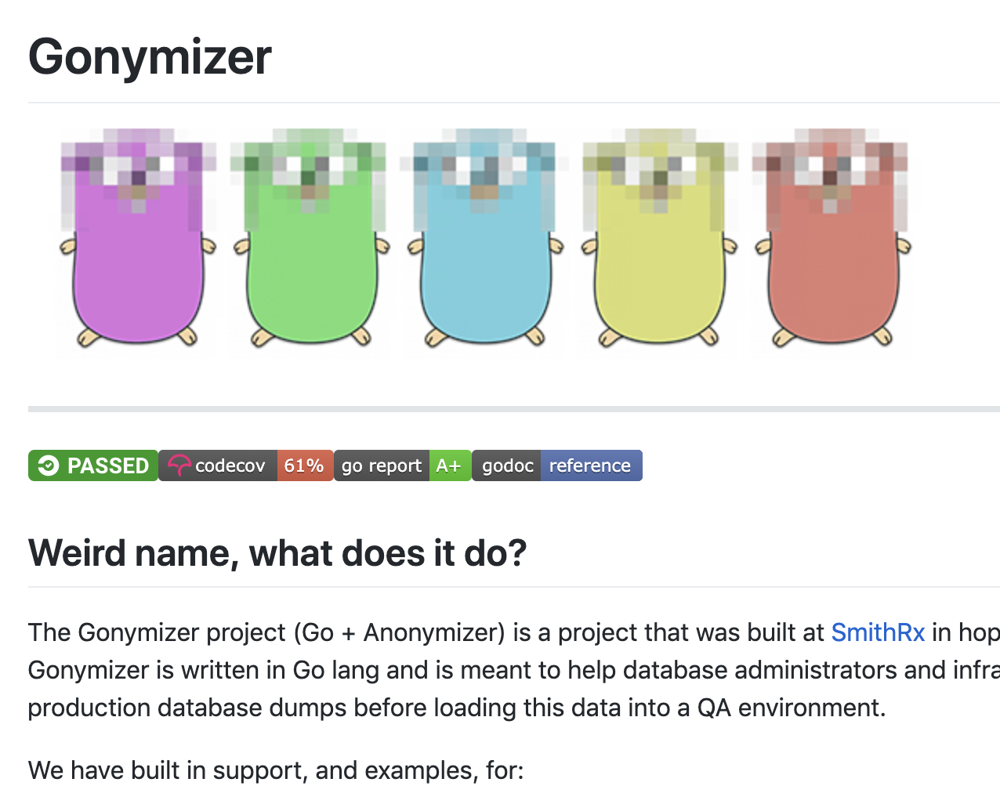 Gonymizer
PASSED codecov 61% go report A+ godoc reference
Weird name, what does it do?
The Gonymizer project (Go + Anonymizer) is a project that was built at SmithRx in hop
Gonymizer is written in Go lang and is meant to help database administrators and infra
production database dumps before loading this data into a QA environment.
We have built in support, and examples, for: